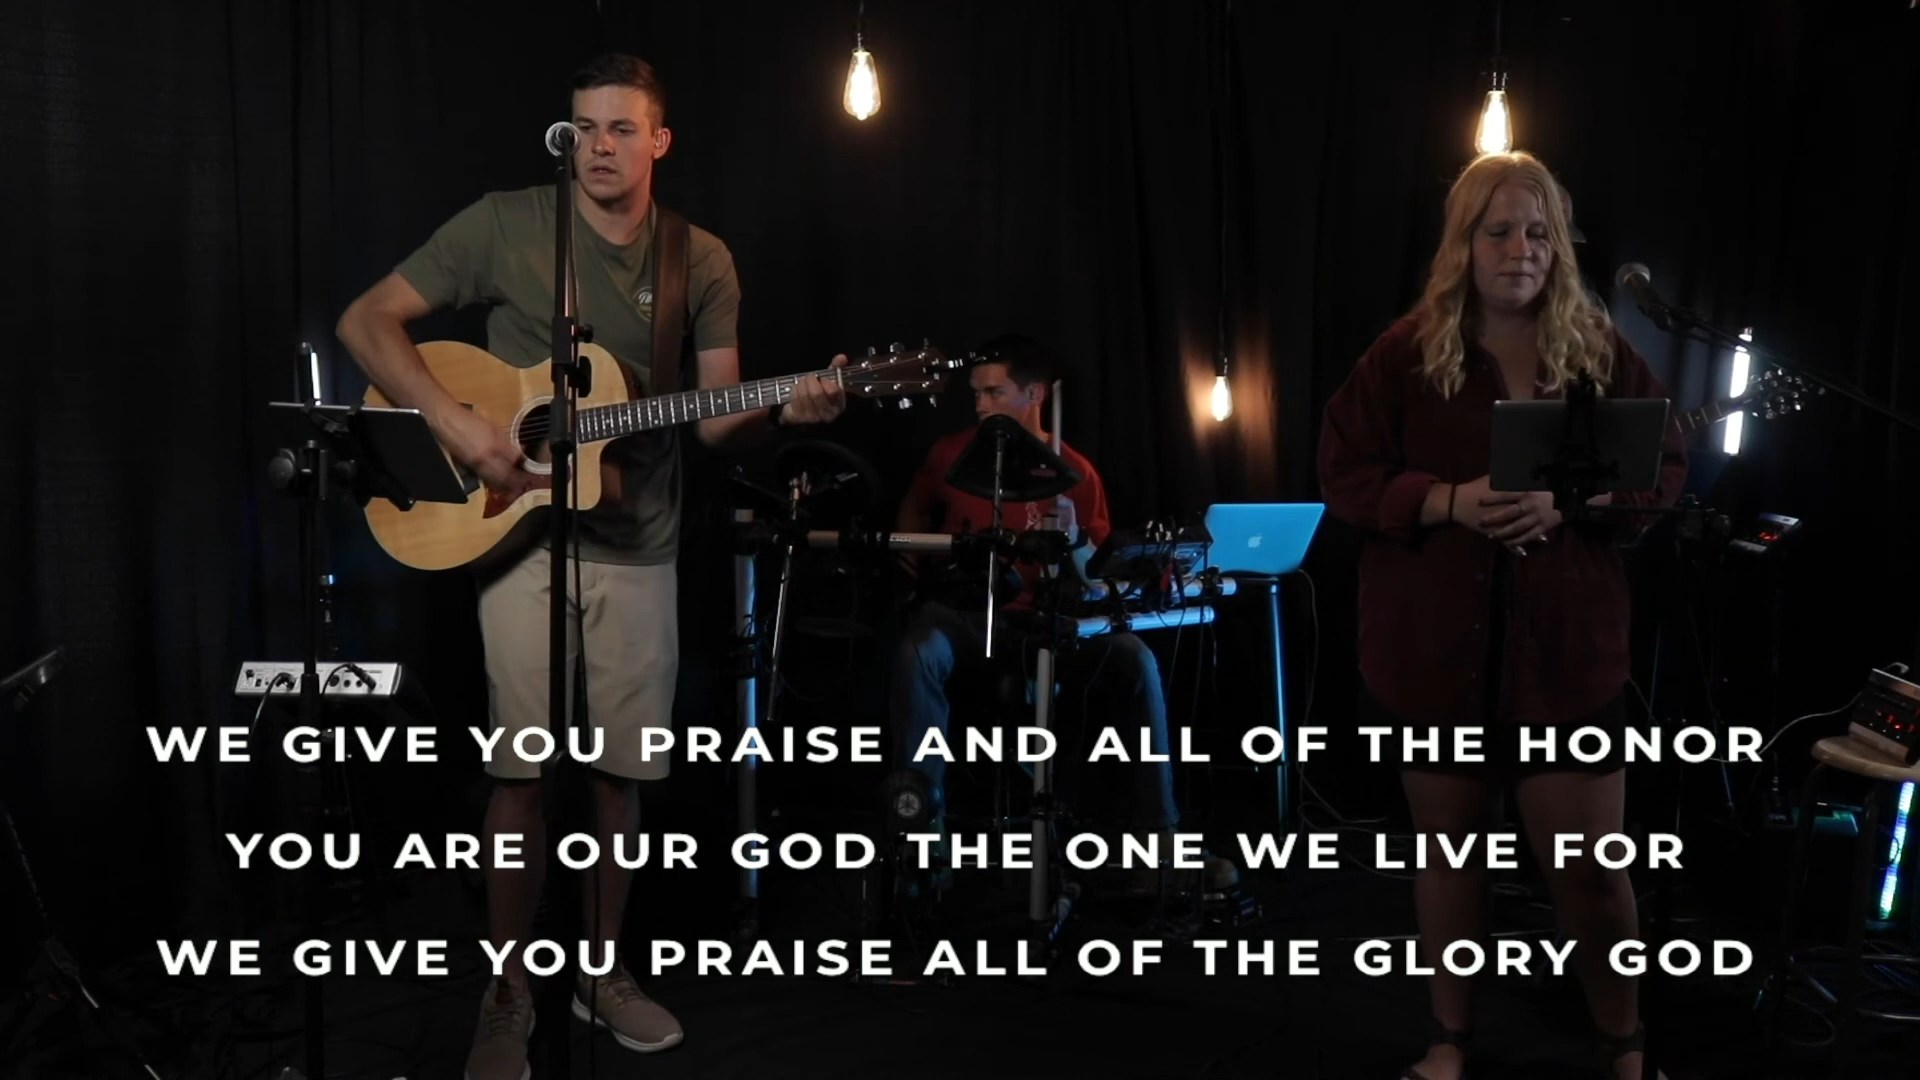 WE GIVE YOU PRAISE AND ALL OF THE HONOR
YOU ARE OUR GOD THE ONE WE LIVE FOR
WE GIVE YOU PRAISE ALL OF THE GLORY GOD